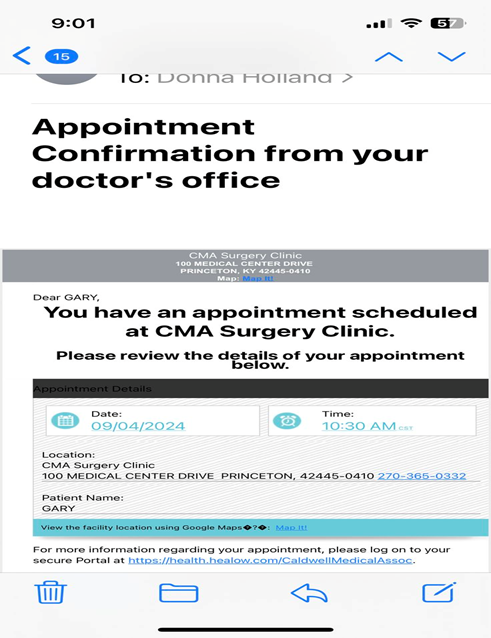 9:01
57
15
To: Donna Holland >
Appointment
Confirmation from your
doctor's office
CMA Surgery Clinic
100 MEDICAL CENTER DRIVE
PRINCETON, KY 42445-0410
Map: Map It!
Dear GARY,
You have an appointment scheduled
at CMA Surgery Clinic.
Please review the details of your appointment
below.
Appointment Details
Date:
09/04/2024
Time:
10:30 AM CST
Location:
CMA Surgery Clinic
100 MEDICAL CENTER DRIVE PRINCETON, 42445-0410 270-365-0332
Patient Name:
GARY
View the facility location using Google Maps�?�: Map It!
For more information regarding your appointment, please log on to your
secure Portal at https://health.healow.com/CaldwellMedicalAssoc.